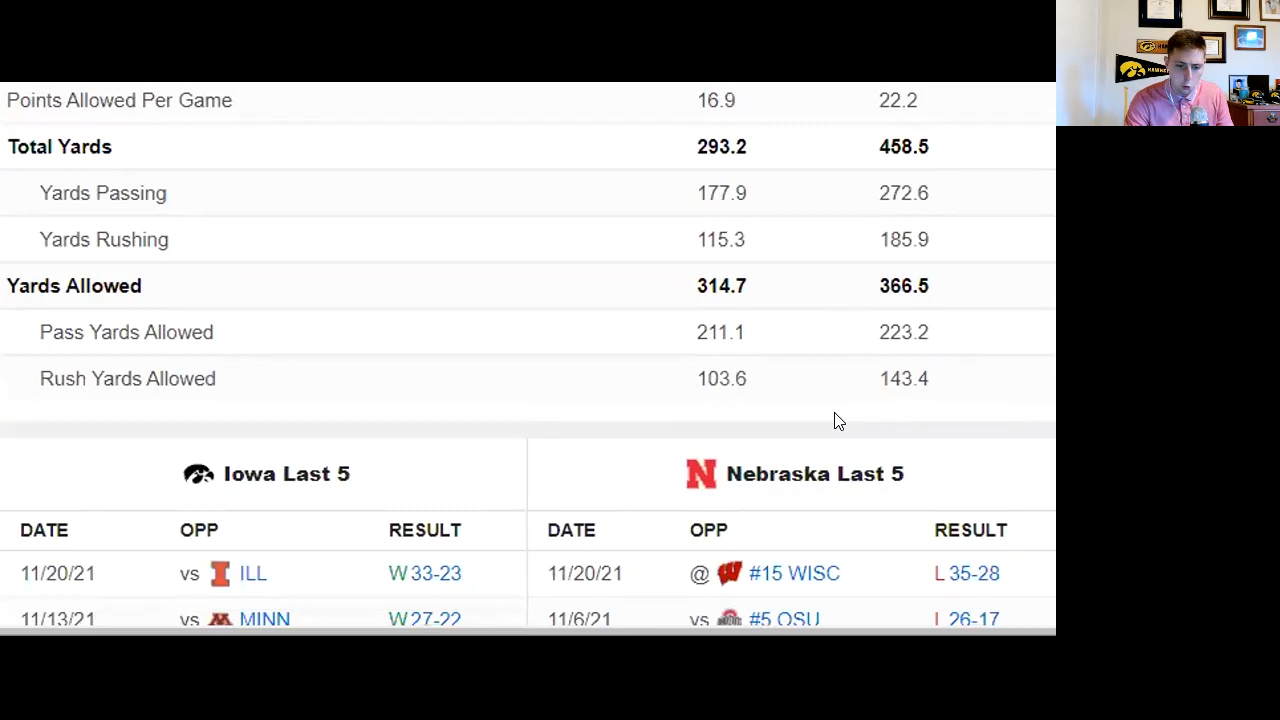 Points Allowed Per Game 16.9 22.2
Total Yards 293.2 458.5
Yards Passing 177.9 272.6
Yards Rushing 115.3 185.9
Yards Allowed 314.7 366.5
Pass Yards Allowed 211.1 223.2
Rush Yards Allowed 103.6 143.4
Iowa Last 5 N Nebraska Last 5
DATE OPP RESULT DATE OPP RESULT
11/20/21 vs I ILL W 33-23 11/20/21 @ W #15 WISC L 35-28
11/13/21 vs M MINN W 27-22 11/6/21 vs #5 OSU L 26-17